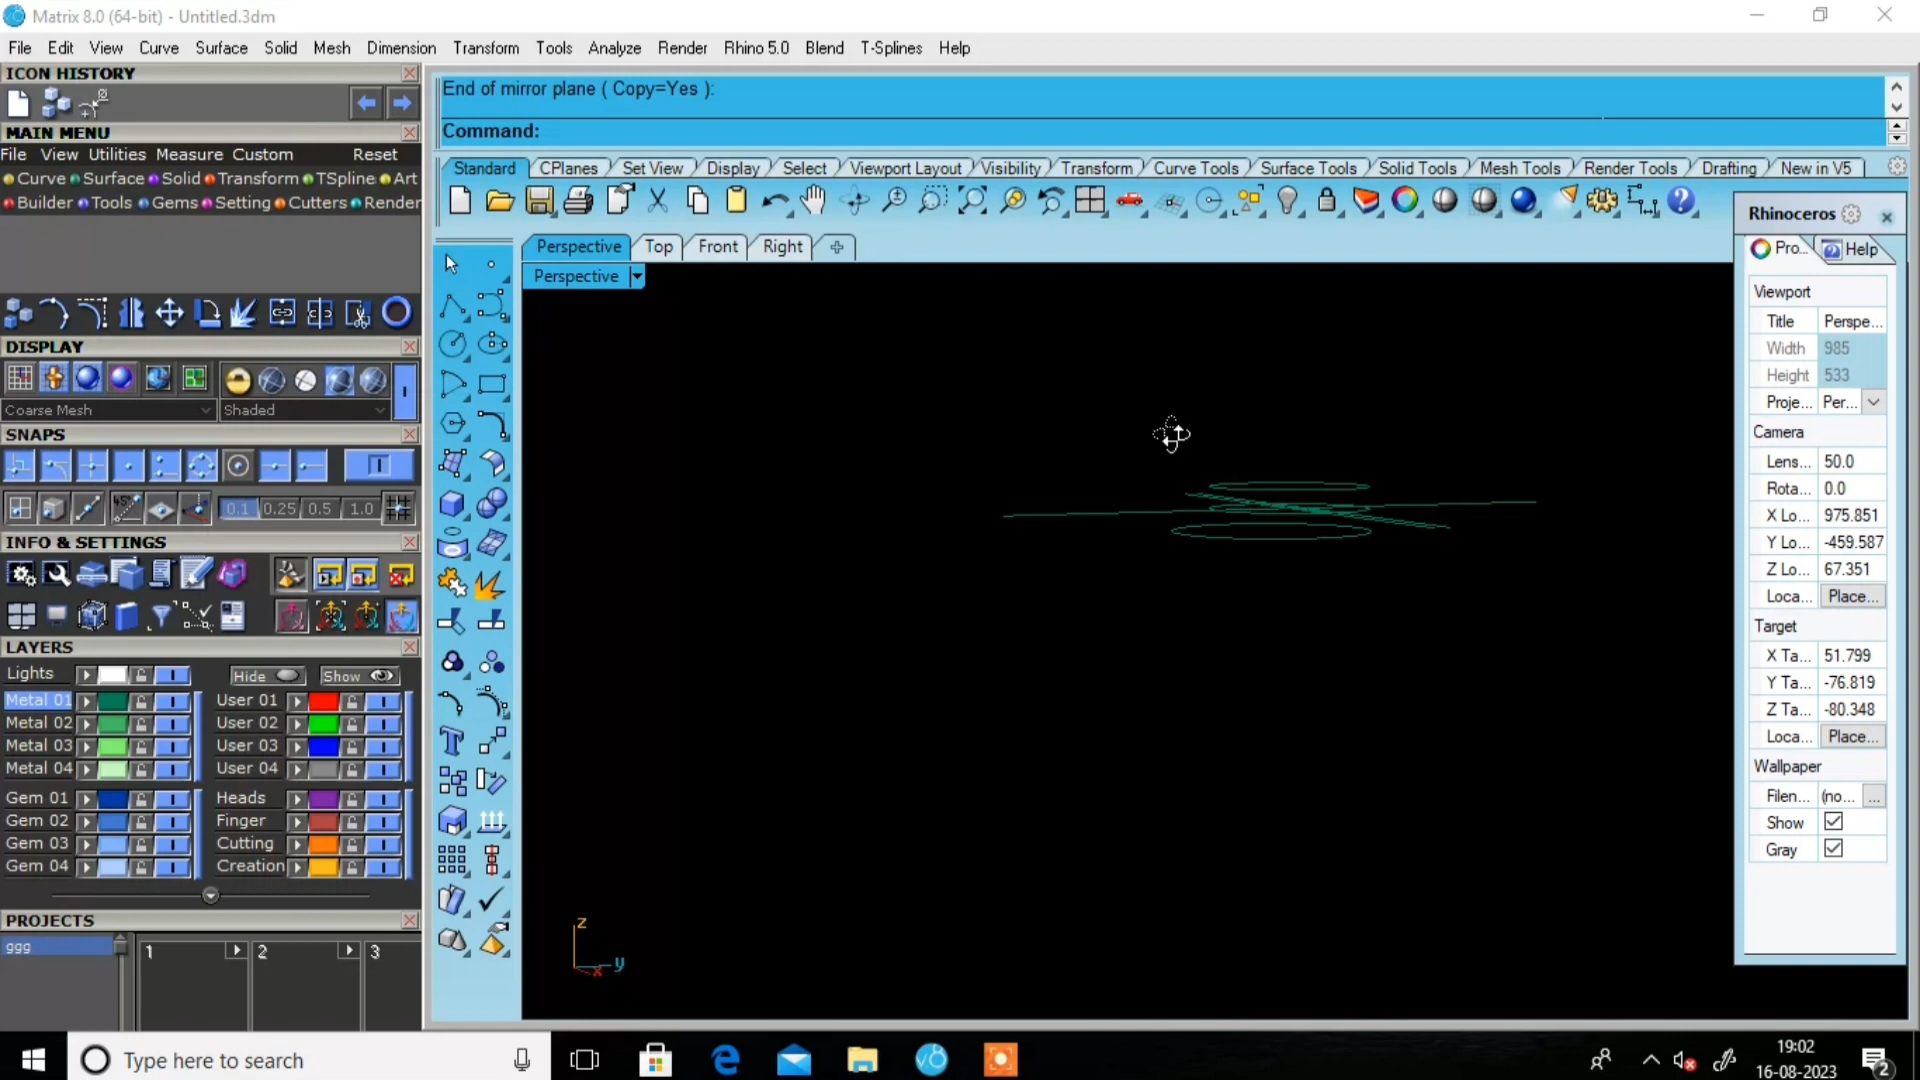 Matrix 8.0 (64-bit) - Untitled.3dm
File Edit View Curve Surface Solid Mesh Dimension Transform Tools Analyze Render Rhino 5.0 Blend T-Splines Help
ICON HISTORY
MAIN MENU
File View Utilities Measure Custom Reset
Curve Surface Solid Transform TSpline Art
Builder Tools Gems Setting Cutters Render
DISPLAY
Coarse Mesh Shaded
SNAPS
0.1 0.25 0.5 1.0
INFO & SETTINGS
LAYERS
Lights Hide Show
Metal 01 User 01
Metal 02 User 02
Metal 03 User 03
Metal 04 User 04
Gem 01 Heads
Gem 02 Finger
Gem 03 Cutting
Gem 04 Creation
PROJECTS
ggg 1 2 3
End of mirror plane ( Copy=Yes ):
Command:
Standard CPlanes Set View Display Select Viewport Layout Visibility Transform Curve Tools Surface Tools Solid Tools Mesh Tools Render Tools Drafting New in V5
Perspective Top Front Right
Perspective
z
x y
Rhinoceros
Pro... Help
Viewport
Title Perspe...
Width 985
Height 533
Proje... Per...
Camera
Lens... 50.0
Rota... 0.0
X Lo... 975.851
Y Lo... -459.587
Z Lo... 67.351
Loca... Place...
Target
X Ta... 51.799
Y Ta... -76.819
Z Ta... -80.348
Loca... Place...
Wallpaper
Filen... (no... ...
Show
Gray
Type here to search
19:02
16-08-2023
2